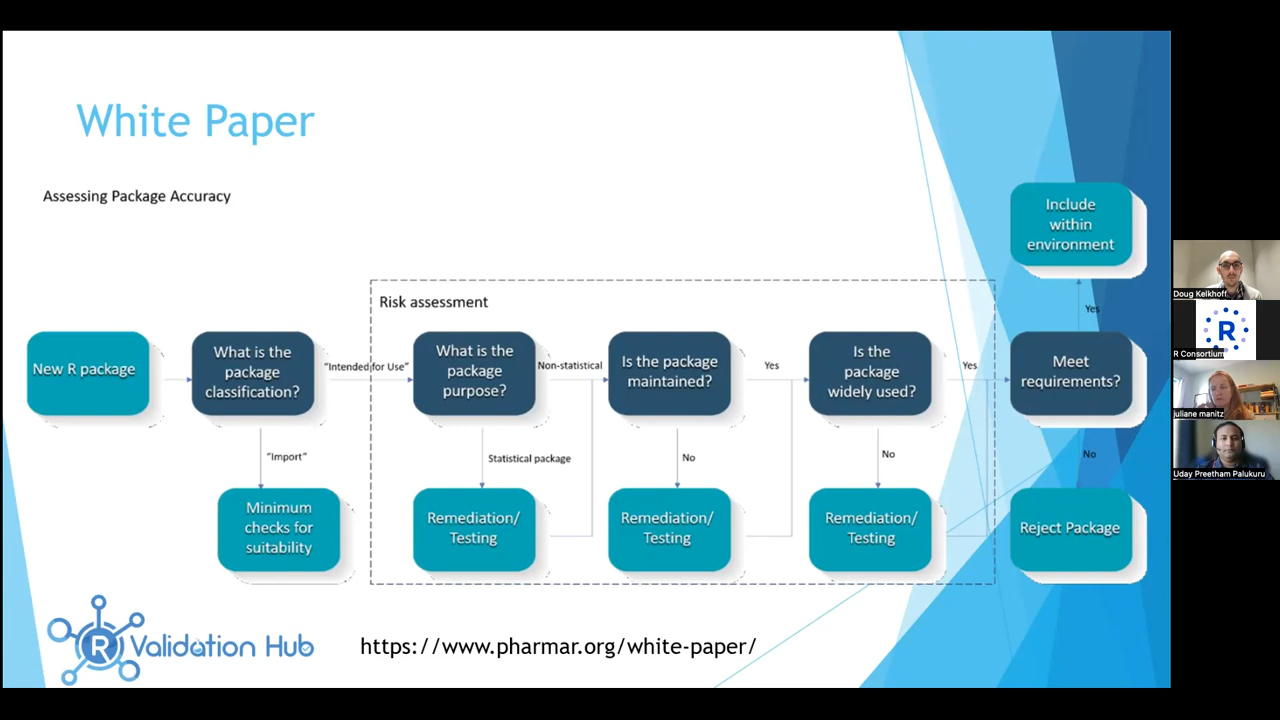 White Paper
Assessing Package Accuracy
Include
within
environment
Risk assessment
Yes
New R package
What is the
package
classification?
"Intended for Use"
What is the
package
purpose?
Non-statistical
Is the package
maintained?
Yes
Is the
package
widely used?
Yes
Meet
requirements?
"Import"
Statistical package
No
No
No
Minimum
checks for
suitability
Remediation/
Testing
Remediation/
Testing
Remediation/
Testing
Reject Package
R Validation Hub
https://www.pharmar.org/white-paper/
Doug Kelkhoff
R
R Consortium
juliane manitz
Uday Preetham Palukuru